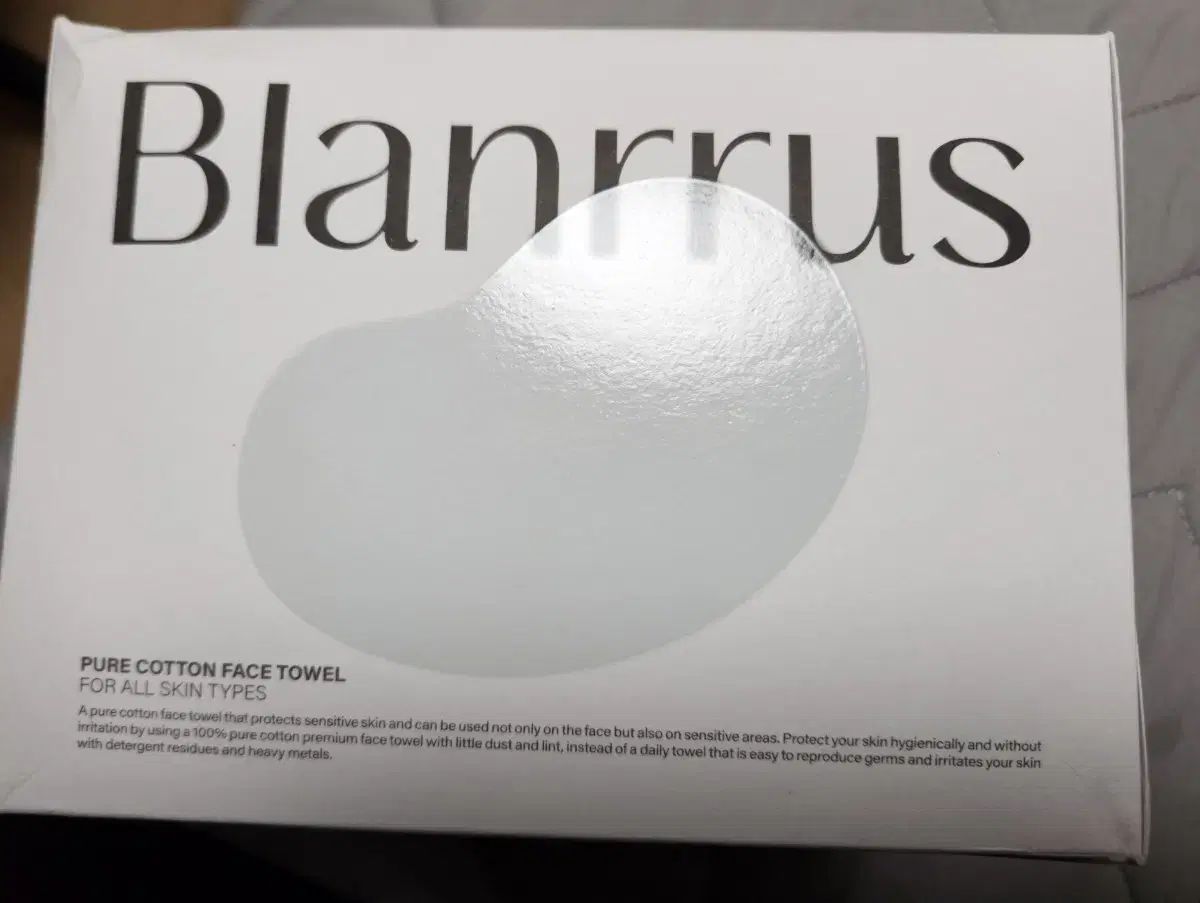 Blanrrus
PURE COTTON FACE TOWEL
FOR ALL SKIN TYPES
A pure cotton face towel that protects sensitive skin and can be used not only on the face but also on sensitive areas. Protect your skin hygienically and without
irritation by using a 100% pure cotton premium face towel with little dust and lint, instead of a daily towel that is easy to reproduce germs and irritates your skin
with detergent residues and heavy metals.